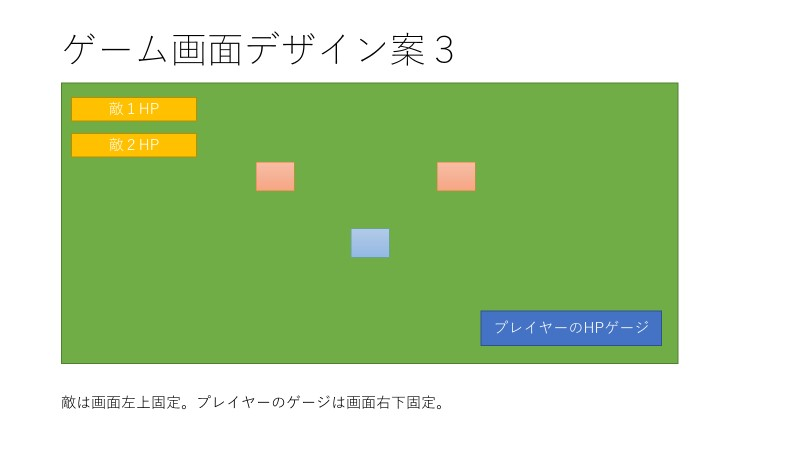 ゲーム画面デザイン案３
敵１HP
敵２HP
プレイヤーのHPゲージ
敵は画面左上固定。プレイヤーのゲージは画面右下固定。